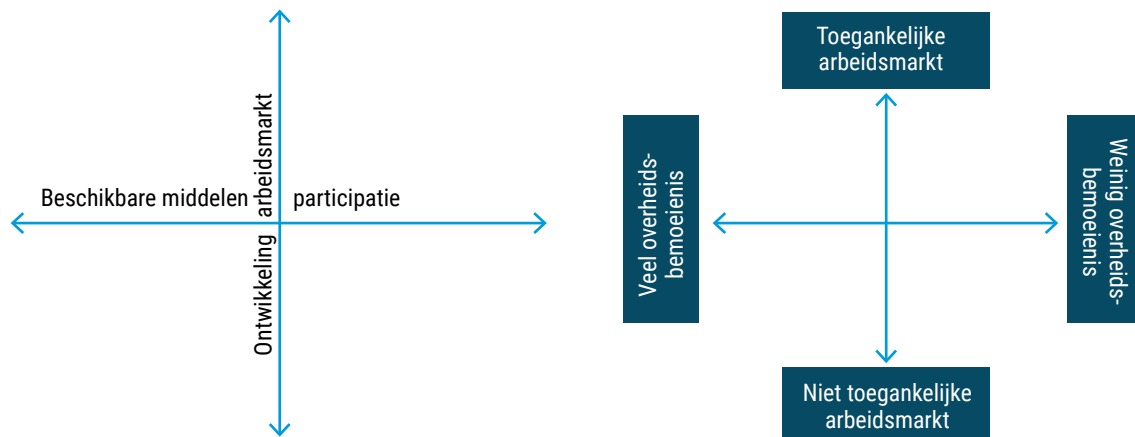 Beschikbare middelen participatie
Ontwikkeling arbeidsmarkt
Toegankelijke
arbeidsmarkt
Veel overheids-
bemoeienis
Weinig overheids-
bemoeienis
Niet toegankelijke
arbeidsmarkt